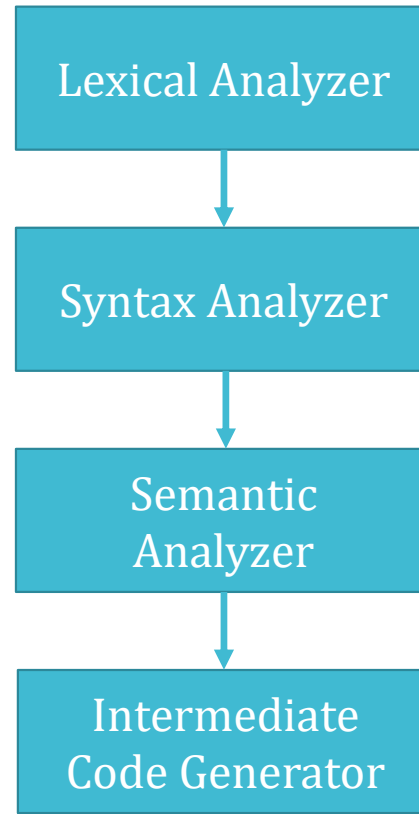 Lexical Analyzer
Syntax Analyzer
Semantic
Analyzer
Intermediate
Code Generator